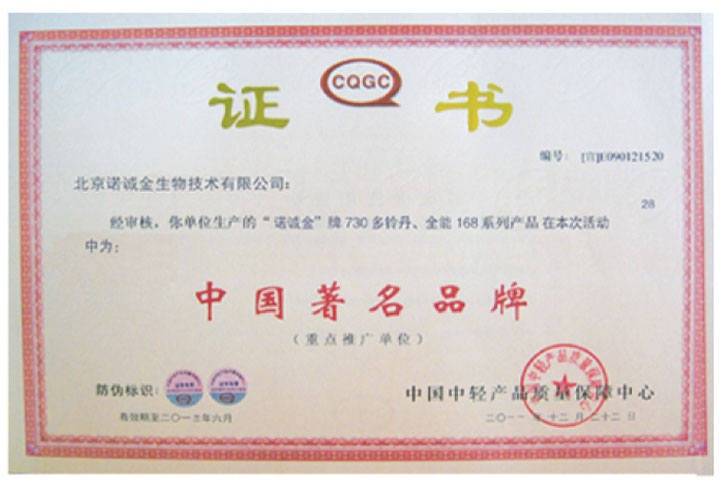 证 CQGC 书
编号: [宣]E090121520
北京诺诚金生物技术有限公司:
28
经审核, 你单位生产的“诺诚金”牌730多铃丹、全能168系列产品在本次活动
中为:
中国著名品牌
(重点推广单位)
防伪标识:
中国中轻产品质量保障中心
有效期至二〇一三年六月
二〇一一年十二月二十二日